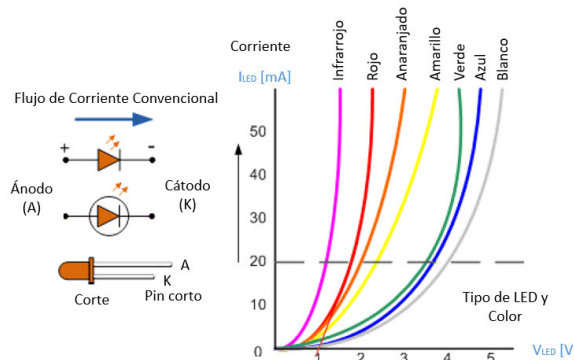 Flujo de Corriente Convencional
+ -
Ánodo
(A)
Cátodo
(K)
A
K
Corte
Pin corto
Corriente
ILED [mA]
Infrarrojo
Rojo
Anaranjado
Amarillo
Verde
Azul
Blanco
50
40
30
20
10
0
1 2 3 4 5
Tipo de LED y
Color
VLED [V